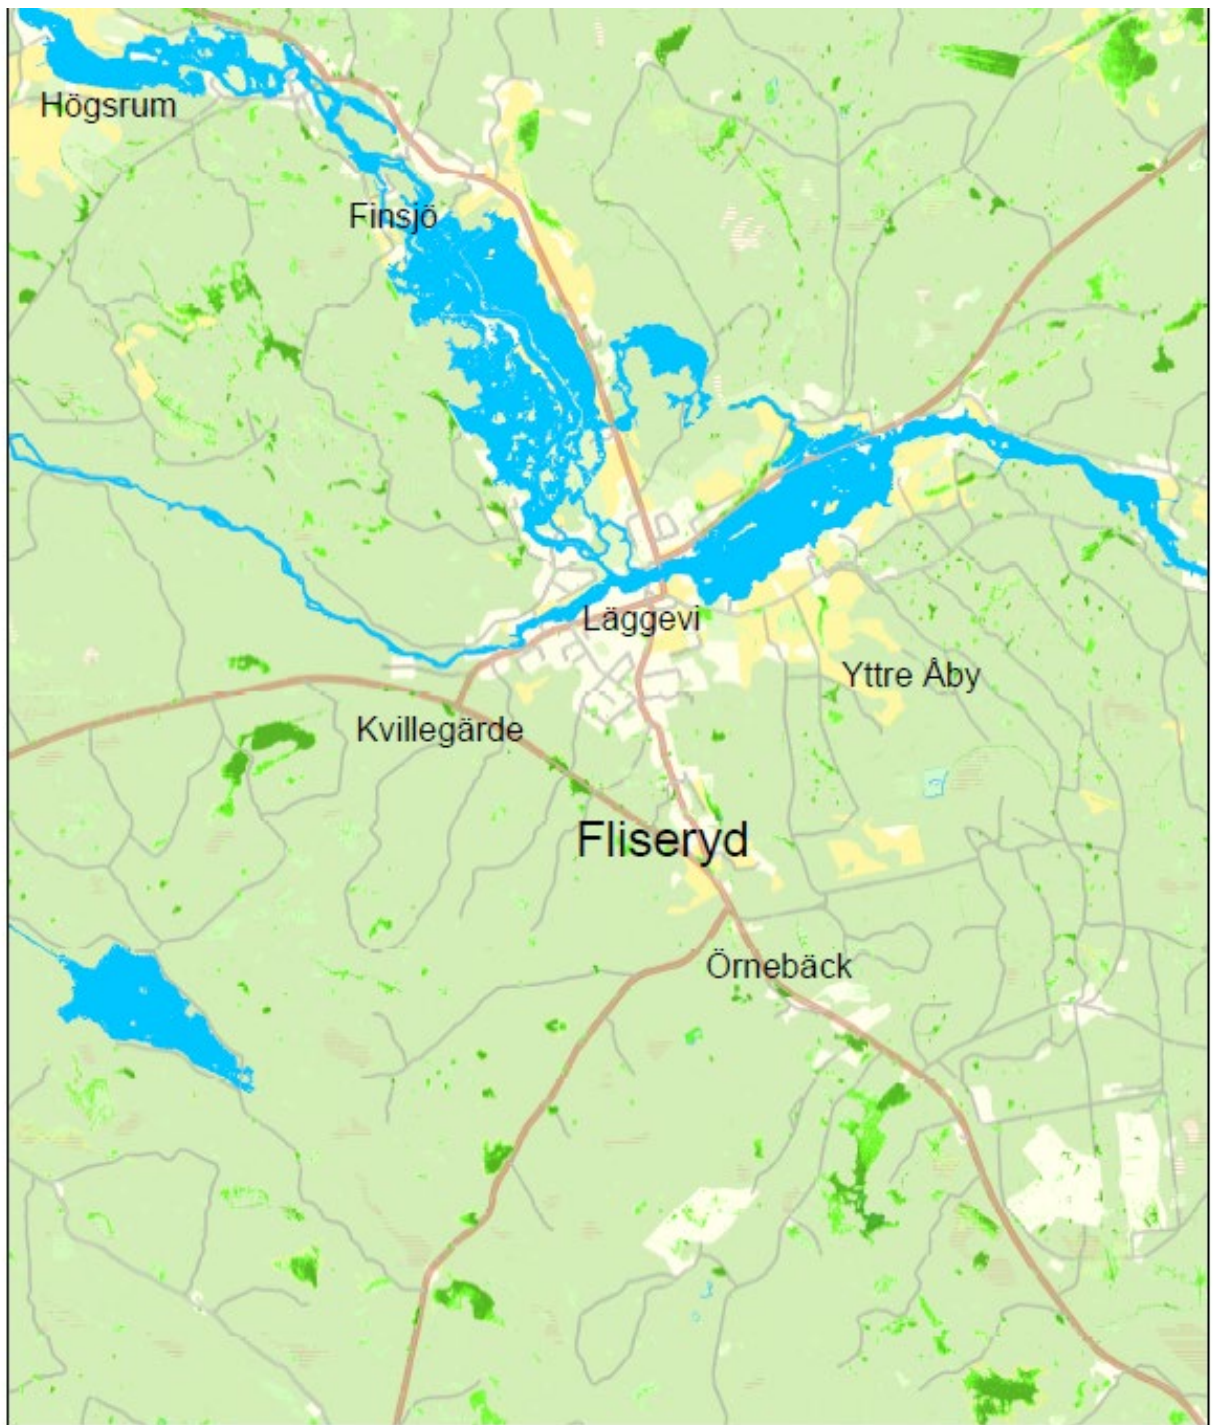 Högsrum
Finsjö
Läggevi
Yttre Åby
Kvillegärde
Fliseryd
Örnebäck